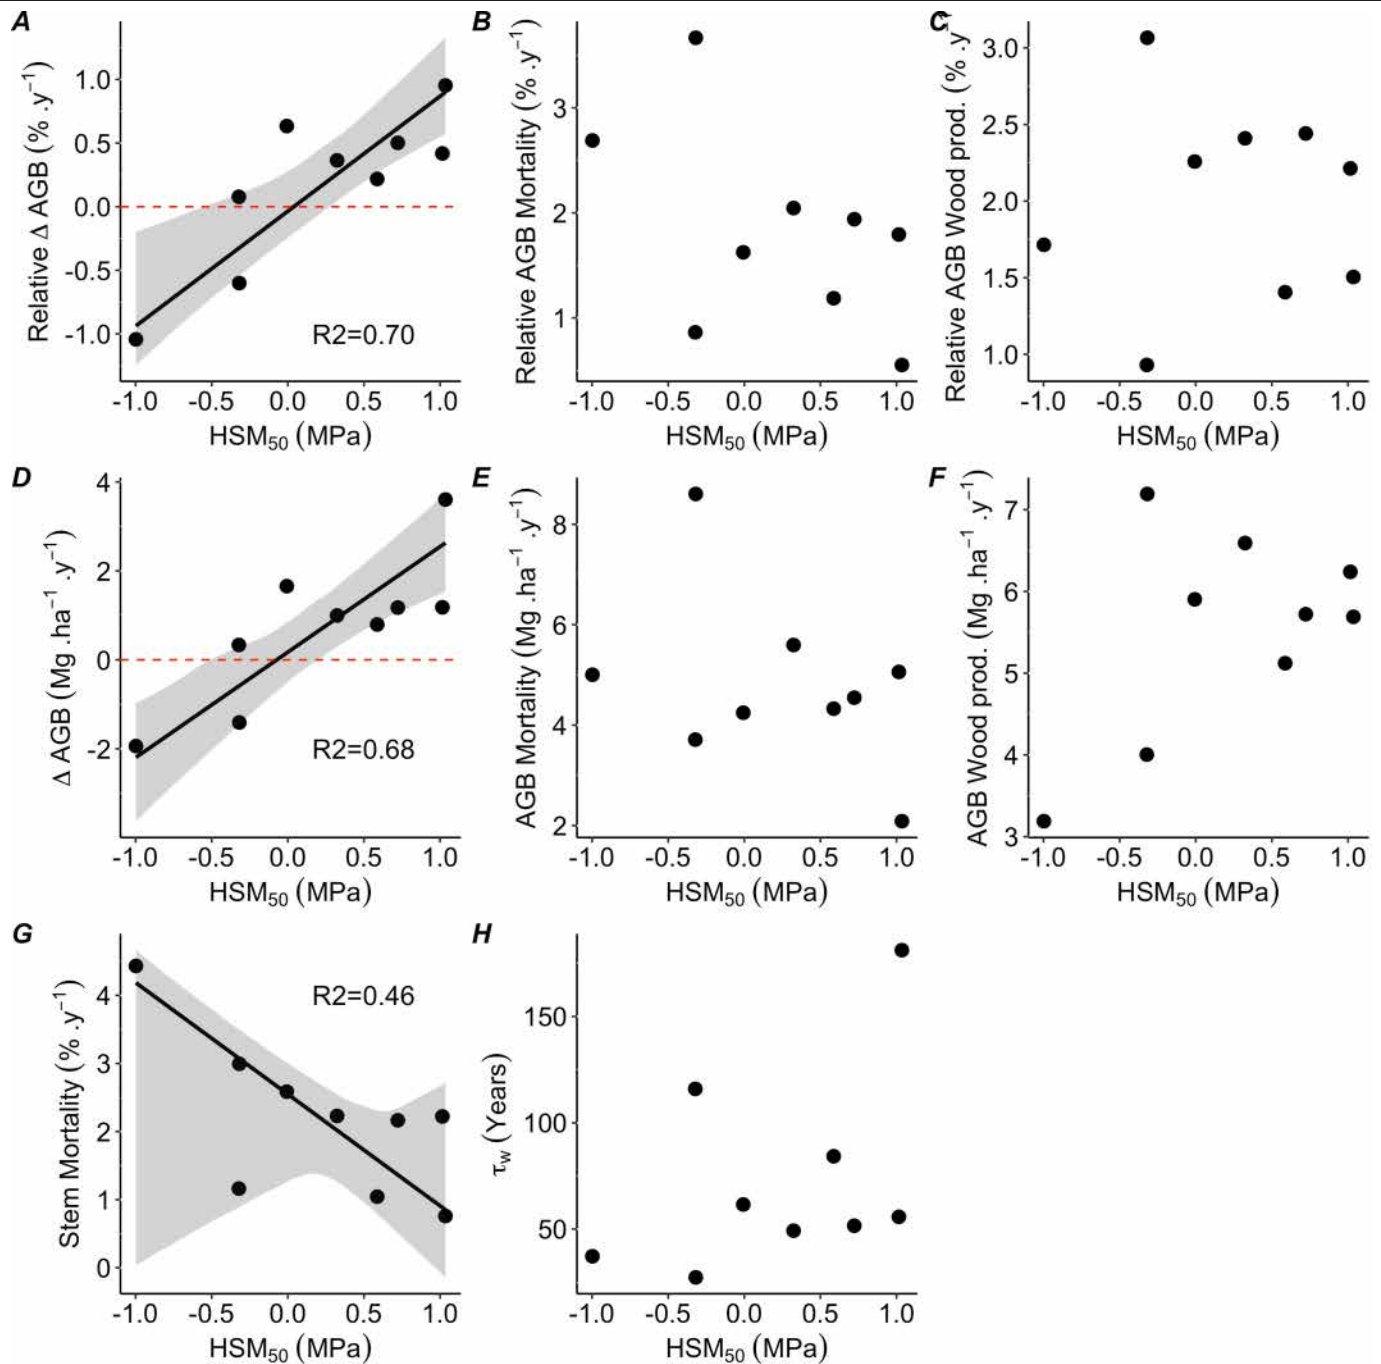 A
Relative Δ AGB (% .y⁻¹)
1.0
0.5
0.0
-0.5
-1.0
R2=0.70
-1.0 -0.5 0.0 0.5 1.0
HSM₅₀ (MPa)
B
Relative AGB Mortality (% .y⁻¹)
3
2
1
-1.0 -0.5 0.0 0.5 1.0
HSM₅₀ (MPa)
C
Relative AGB Wood prod. (% .y⁻¹)
3.0
2.5
2.0
1.5
1.0
-1.0 -0.5 0.0 0.5 1.0
HSM₅₀ (MPa)
D
Δ AGB (Mg .ha⁻¹ .y⁻¹)
4
2
0
-2
R2=0.68
-1.0 -0.5 0.0 0.5 1.0
HSM₅₀ (MPa)
E
AGB Mortality (Mg .ha⁻¹ .y⁻¹)
8
6
4
2
-1.0 -0.5 0.0 0.5 1.0
HSM₅₀ (MPa)
F
AGB Wood prod. (Mg .ha⁻¹ .y⁻¹)
7
6
5
4
3
-1.0 -0.5 0.0 0.5 1.0
HSM₅₀ (MPa)
G
Stem Mortality (% .y⁻¹)
4
3
2
1
0
R2=0.46
-1.0 -0.5 0.0 0.5 1.0
HSM₅₀ (MPa)
H
τw (Years)
150
100
50
-1.0 -0.5 0.0 0.5 1.0
HSM₅₀ (MPa)